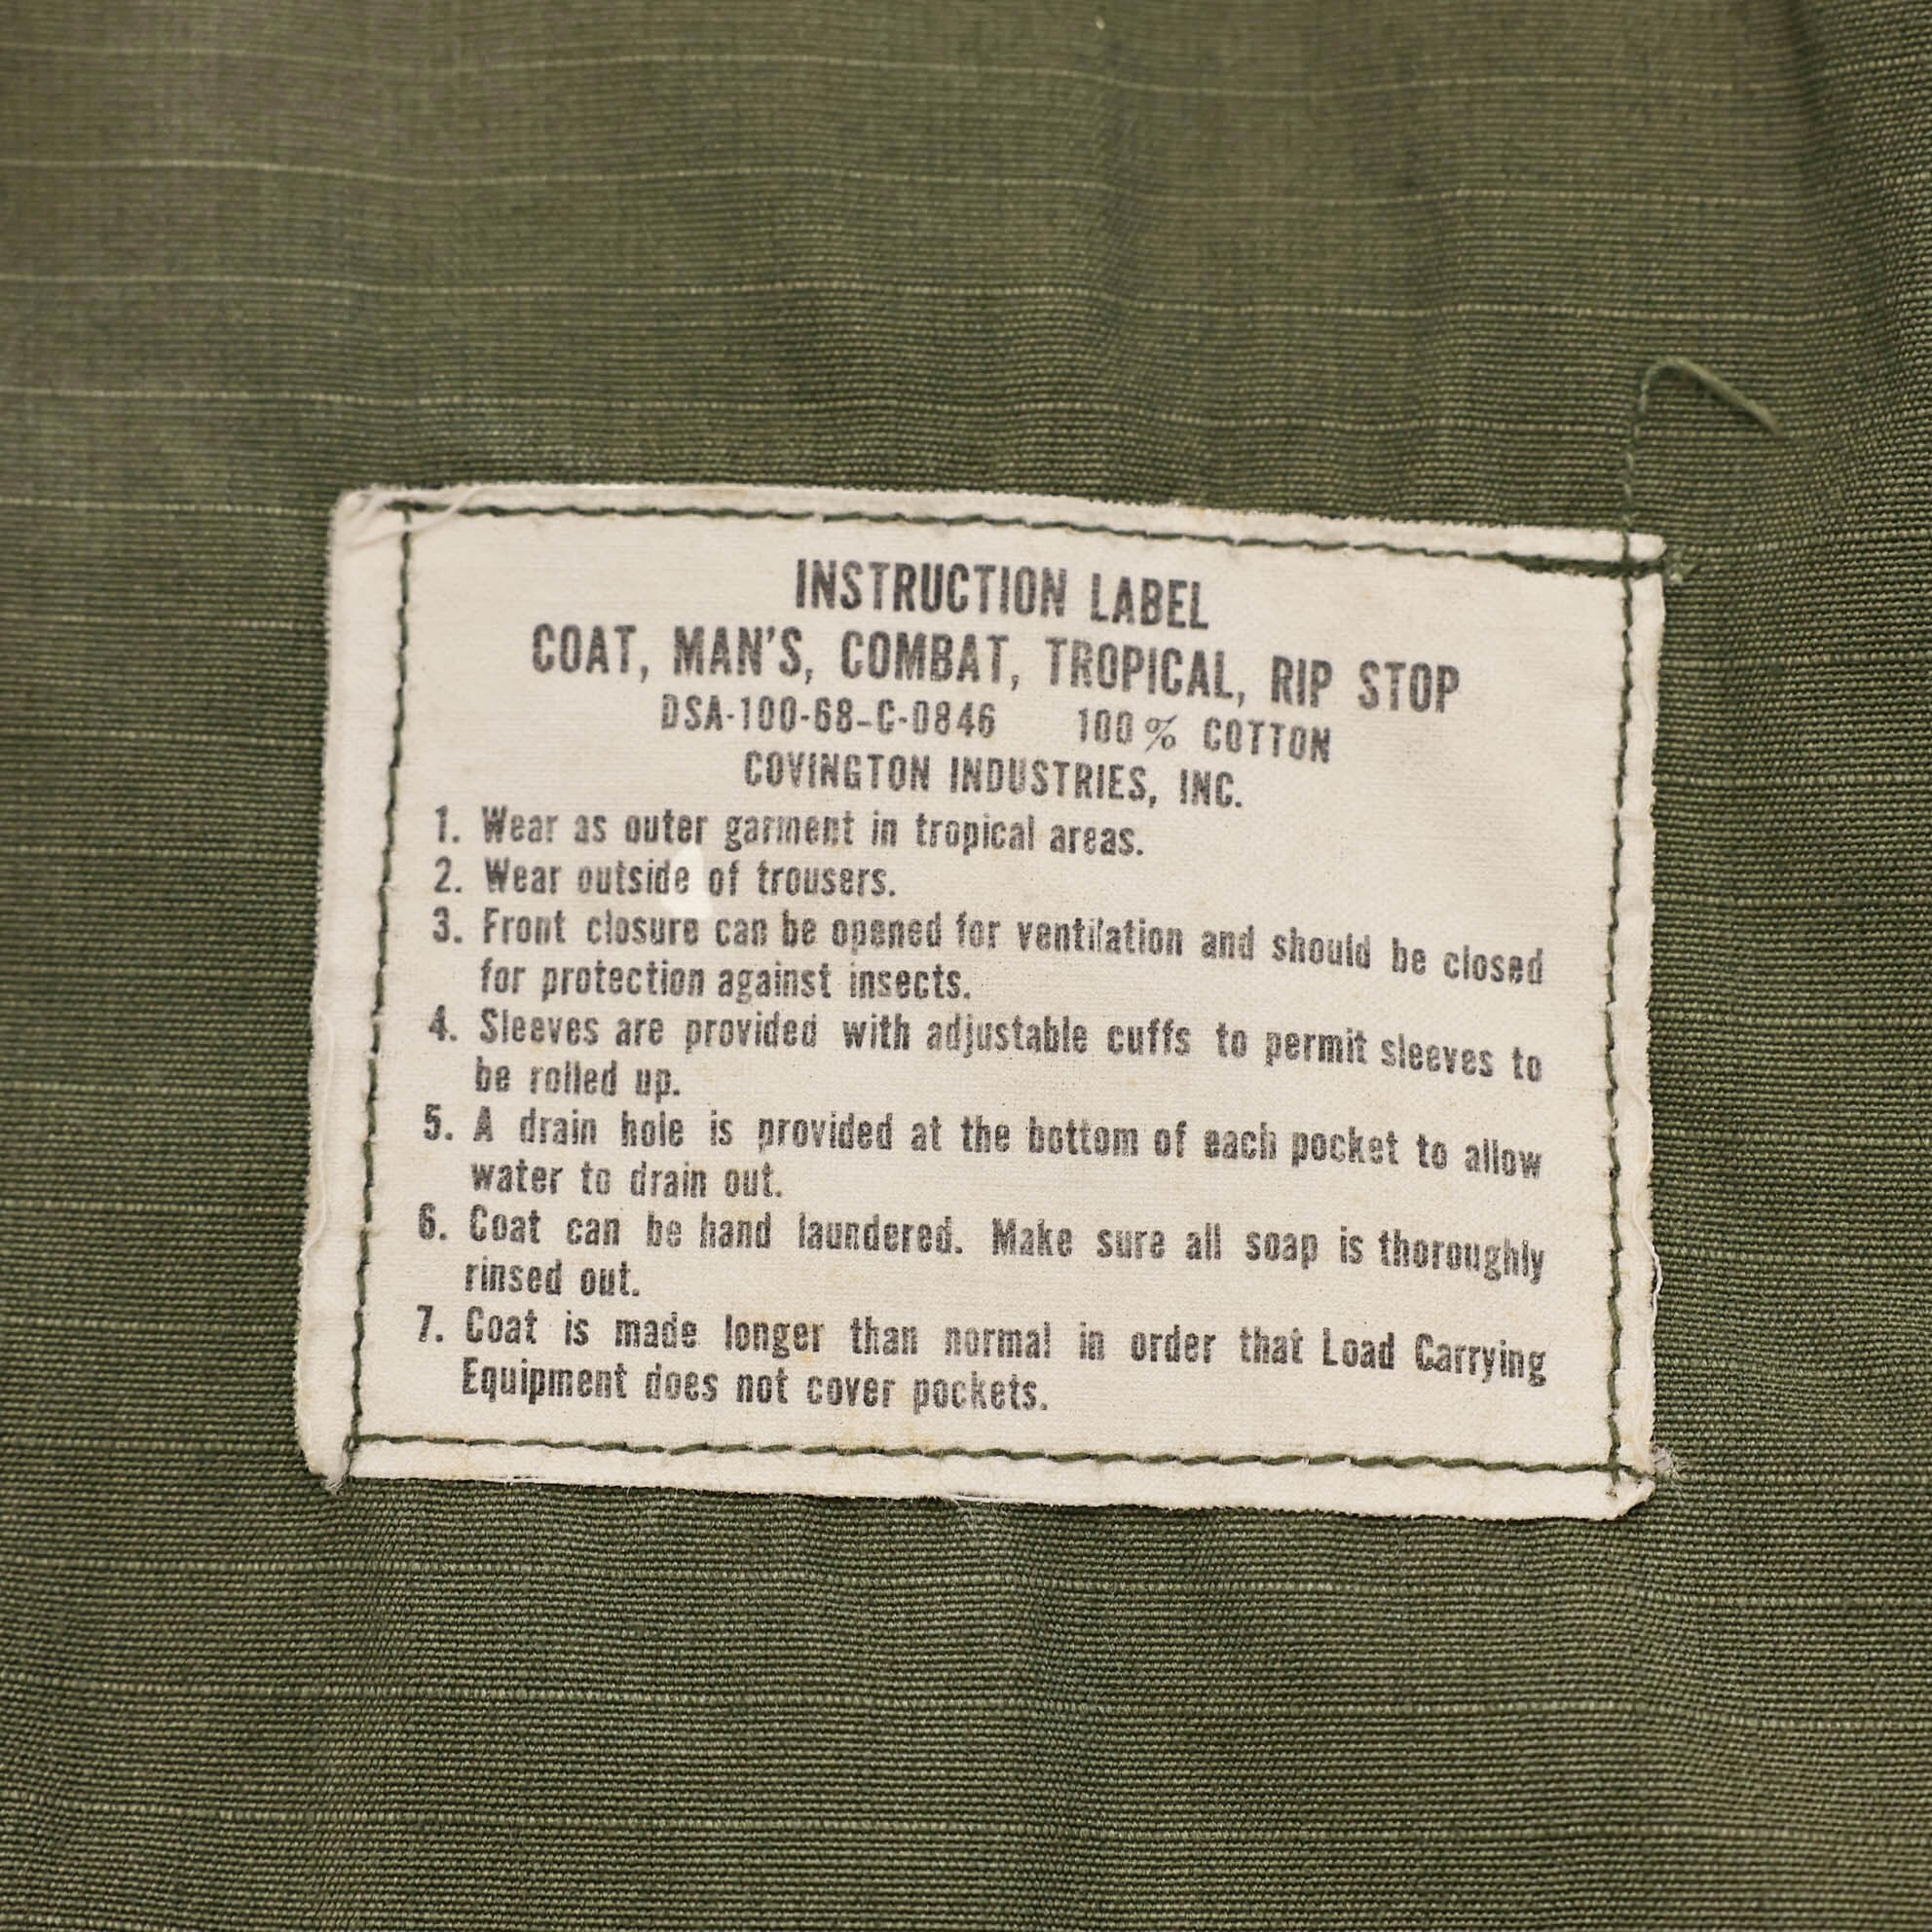 INSTRUCTION LABEL
COAT, MAN'S, COMBAT, TROPICAL, RIP STOP
DSA-100-68-C-0846 100% COTTON
COVINGTON INDUSTRIES, INC.
1. Wear as outer garment in tropical areas.
2. Wear outside of trousers.
3. Front closure can be opened for ventilation and should be closed
for protection against insects.
4. Sleeves are provided with adjustable cuffs to permit sleeves to
be rolled up.
5. A drain hole is provided at the bottom of each pocket to allow
water to drain out.
6. Coat can be hand laundered. Make sure all soap is thoroughly
rinsed out.
7. Coat is made longer than normal in order that Load Carrying
Equipment does not cover pockets.